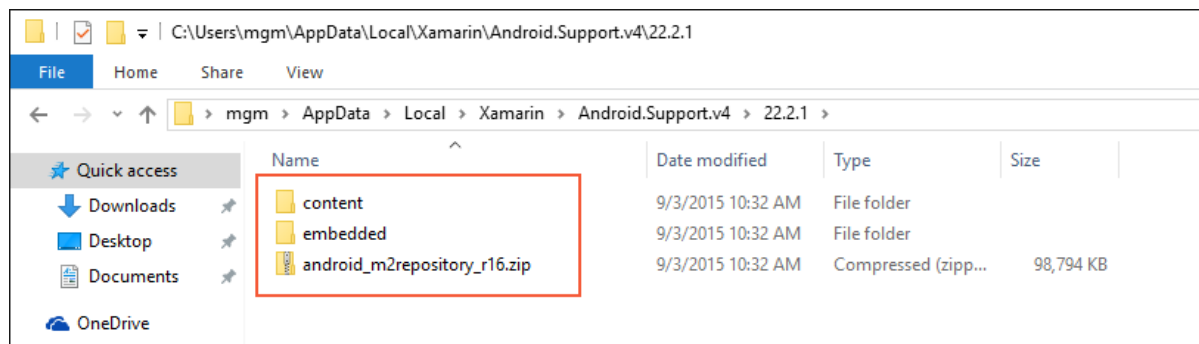 C:\Users\mgm\AppData\Local\Xamarin\Android.Support.v4\22.2.1
File Home Share View
mgm > AppData > Local > Xamarin > Android.Support.v4 > 22.2.1 >
Quick access
Downloads
Desktop
Documents
OneDrive
Name Date modified Type Size
content 9/3/2015 10:32 AM File folder
embedded 9/3/2015 10:32 AM File folder
android_m2repository_r16.zip 9/3/2015 10:32 AM Compressed (zipp... 98,794 KB